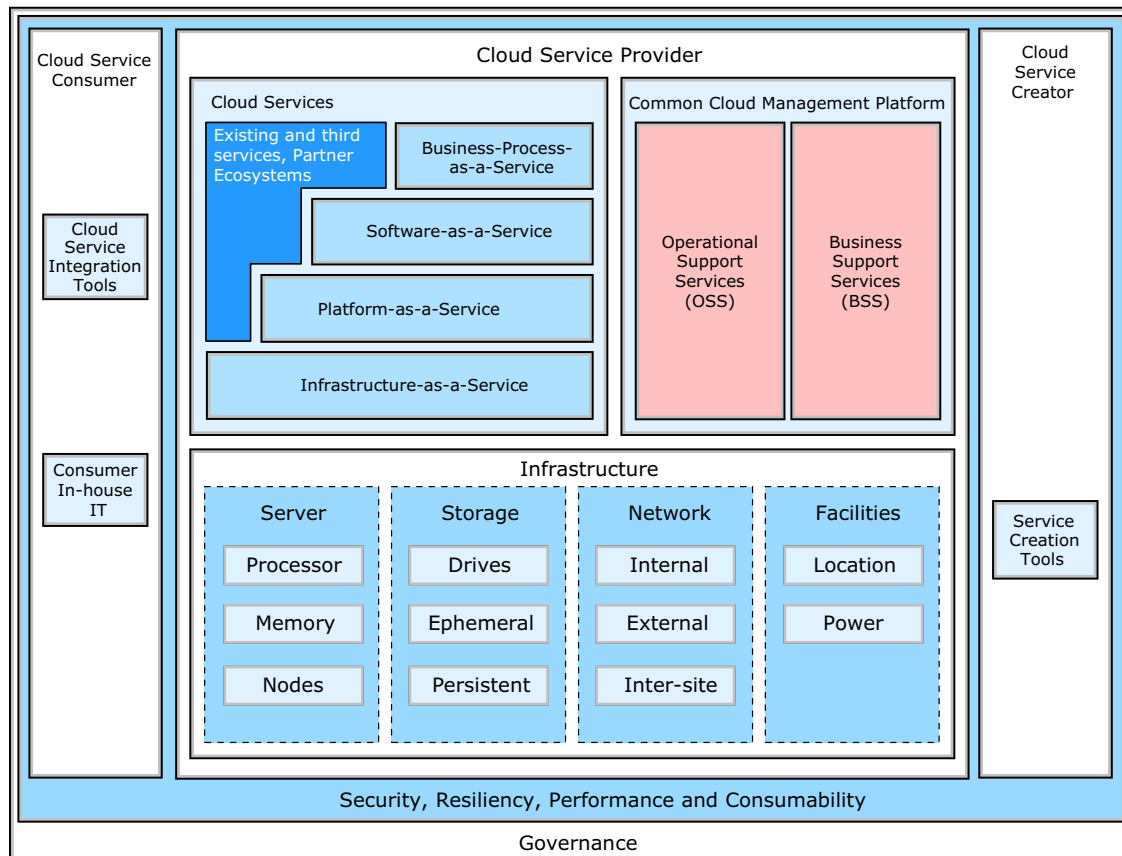 Cloud Service
Consumer
Cloud
Service
Integration
Tools
Consumer
In-house
IT
Cloud Service Provider
Cloud Services
Existing and third
services, Partner
Ecosystems
Business-Process-
as-a-Service
Software-as-a-Service
Platform-as-a-Service
Infrastructure-as-a-Service
Common Cloud Management Platform
Operational
Support
Services
(OSS)
Business
Support
Services
(BSS)
Infrastructure
Server
Processor
Memory
Nodes
Storage
Drives
Ephemeral
Persistent
Network
Internal
External
Inter-site
Facilities
Location
Power
Cloud
Service
Creator
Service
Creation
Tools
Security, Resiliency, Performance and Consumability
Governance